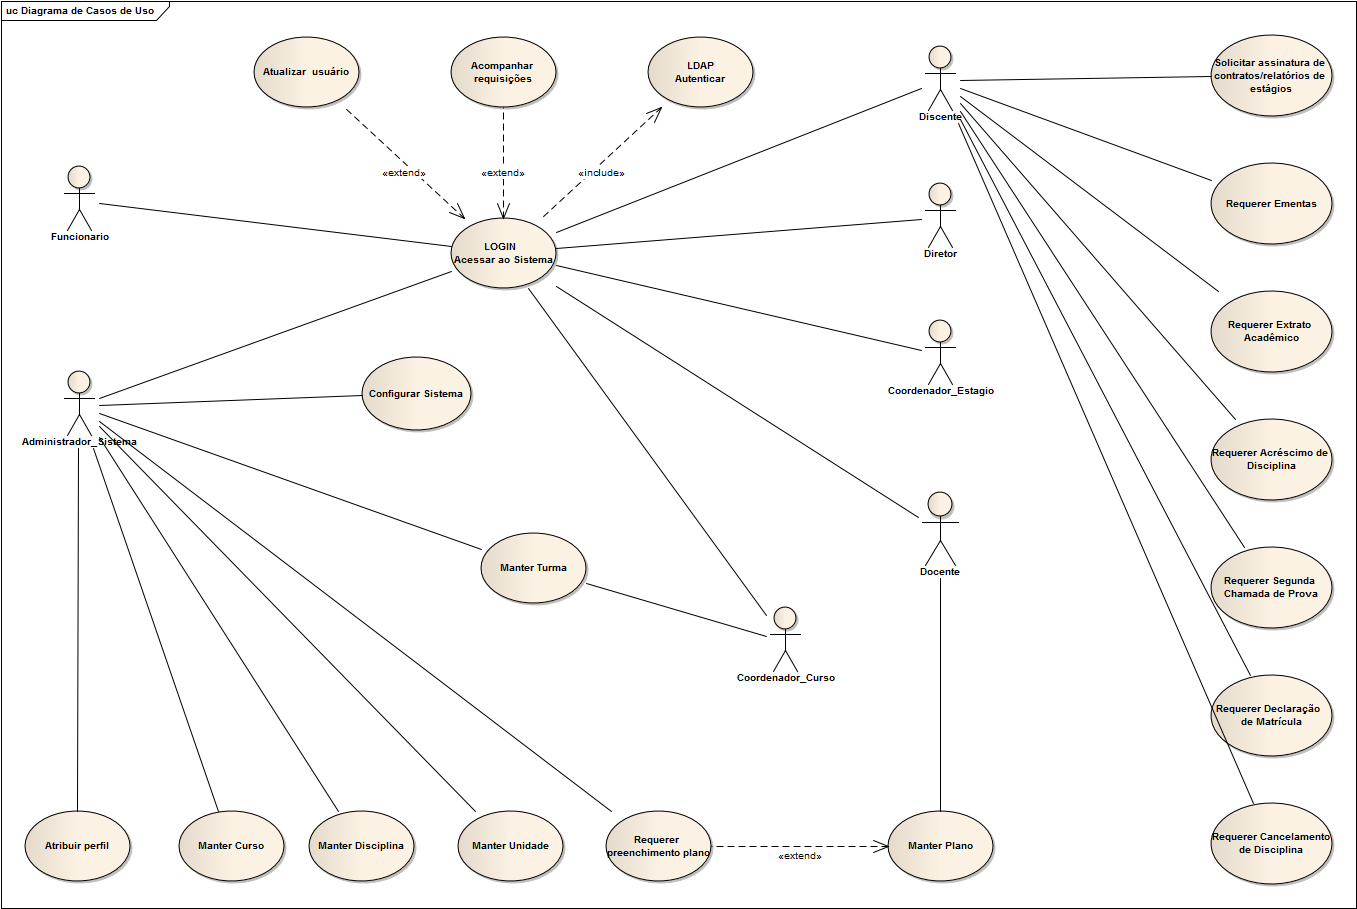 uc Diagrama de Casos de Uso
Atualizar usuário
Acompanhar
requisições
LDAP
Autenticar
Discente
Solicitar assinatura de
contratos/relatórios de
estágios
«extend»
«extend»
«include»
Requerer Ementas
Funcionario
LOGIN
Acessar ao Sistema
Diretor
Requerer Extrato
Acadêmico
Coordenador_Estagio
Configurar Sistema
Administrador_Sistema
Requerer Acréscimo de
Disciplina
Manter Turma
Docente
Requerer Segunda
Chamada de Prova
Coordenador_Curso
Requerer Declaração
de Matrícula
Atribuir perfil
Manter Curso
Manter Disciplina
Manter Unidade
Requerer
preenchimento plano
«extend»
Manter Plano
Requerer Cancelamento
de Disciplina